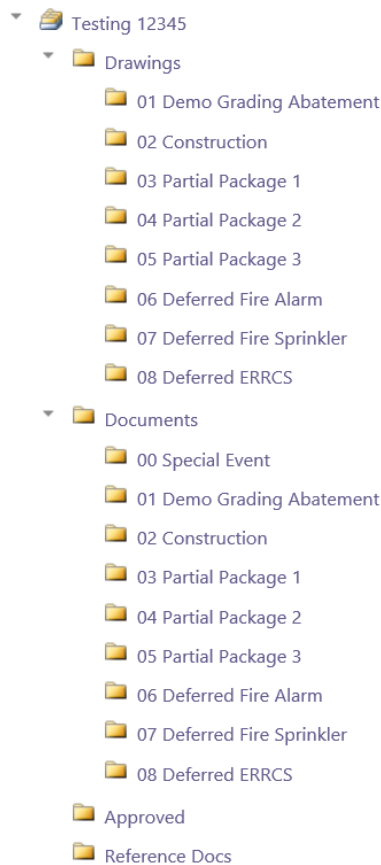 Testing 12345
Drawings
01 Demo Grading Abatement
02 Construction
03 Partial Package 1
04 Partial Package 2
05 Partial Package 3
06 Deferred Fire Alarm
07 Deferred Fire Sprinkler
08 Deferred ERRCS
Documents
00 Special Event
01 Demo Grading Abatement
02 Construction
03 Partial Package 1
04 Partial Package 2
05 Partial Package 3
06 Deferred Fire Alarm
07 Deferred Fire Sprinkler
08 Deferred ERRCS
Approved
Reference Docs